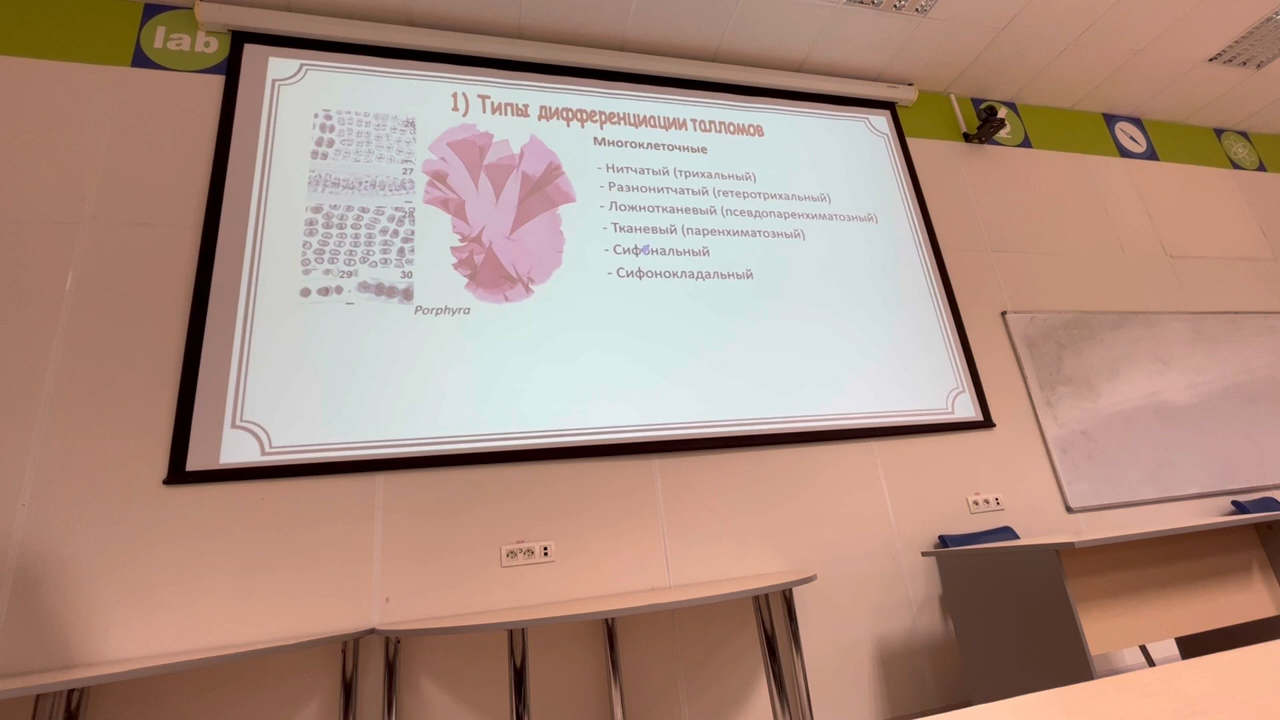 lab
1) Типы дифференциации талломов
Многоклеточные
- Нитчатый (трихальный)
- Разнонитчатый (гетеротрихальный)
- Ложнотканевый (псевдопаренхиматозный)
- Тканевый (паренхиматозный)
- Сифональный
- Сифонокладальный
26
27
28
29 30
Porphyra